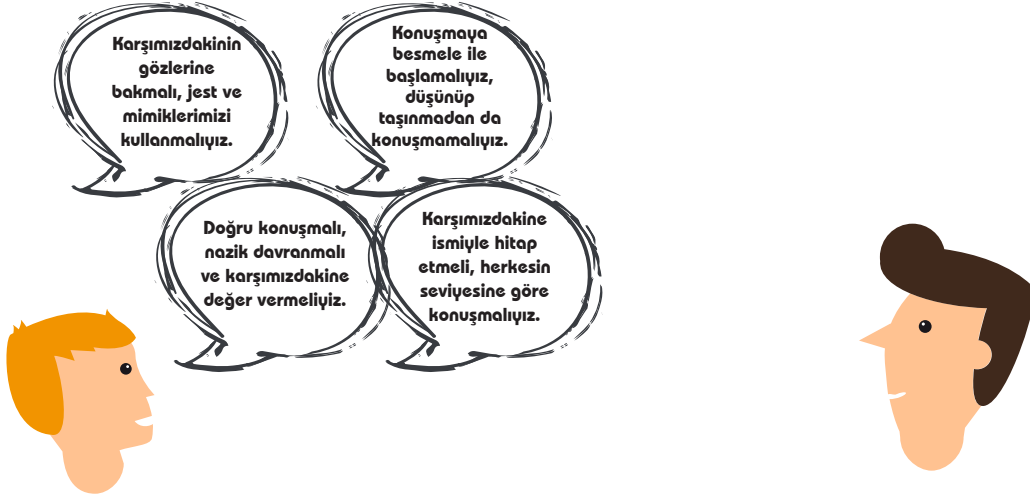 Karşımızdakinin
gözlerine
bakmalı, jest ve
mimiklerimizi
kullanmalıyız.
Konuşmaya
besmele ile
başlamalıyız,
düşünüp
taşınmadan da
konuşmamalıyız.
Doğru konuşmalı,
nazik davranmalı
ve karşımızdakine
değer vermeliyiz.
Karşımızdakine
ismiyle hitap
etmeli, herkesin
seviyesine göre
konuşmalıyız.